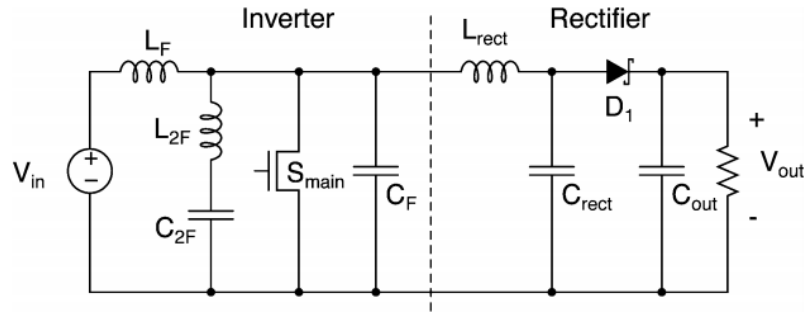 Inverter
Rectifier
L_F
L_rect
L_2F
D_1
V_in
+
−
S_main
C_2F
C_F
C_rect
C_out
+
V_out
-